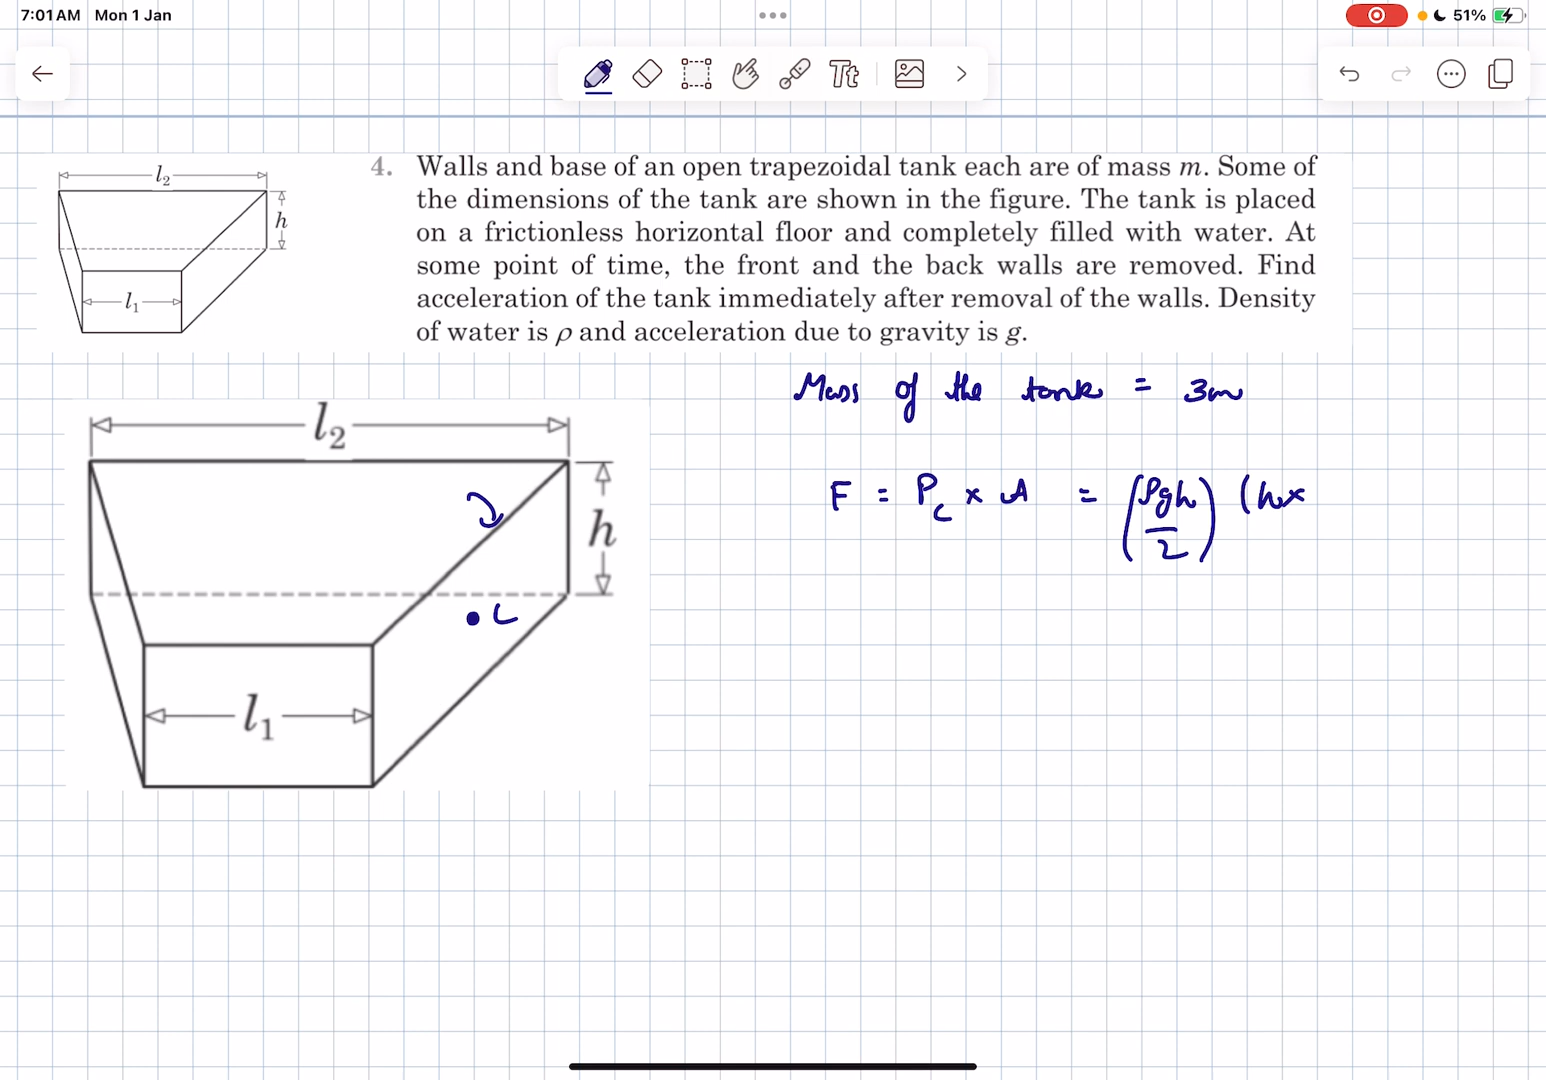 7:01 AM Mon 1 Jan
51%
Tt
l₂
h
l₁
4. Walls and base of an open trapezoidal tank each are of mass m. Some of
the dimensions of the tank are shown in the figure. The tank is placed
on a frictionless horizontal floor and completely filled with water. At
some point of time, the front and the back walls are removed. Find
acceleration of the tank immediately after removal of the walls. Density
of water is ρ and acceleration due to gravity is g.
Mass of the tank = 3m
F = P_c × A = (ρgh/2) (h×
l₂
h
C
l₁